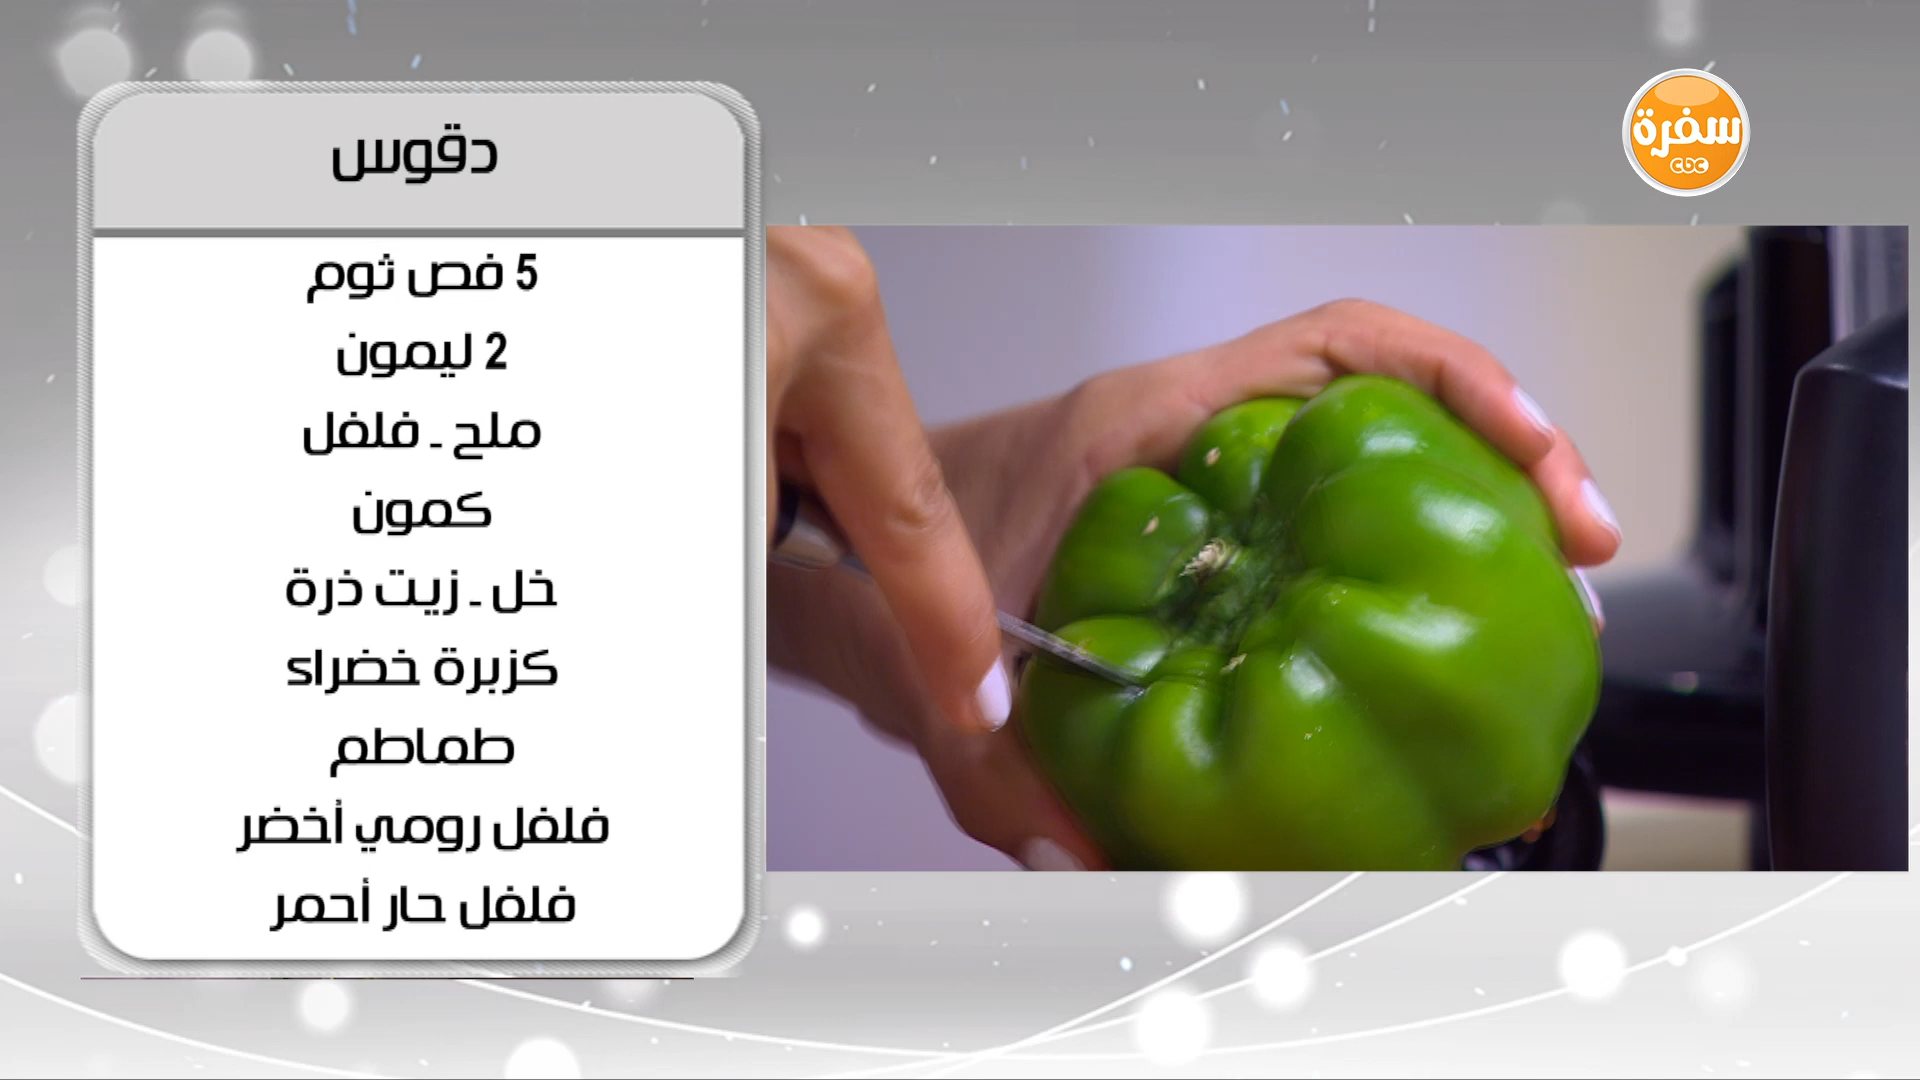 دقوس
5 فص ثوم
2 ليمون
ملح - فلفل
كمون
خل - زيت ذرة
كزبرة خضراء
طماطم
فلفل رومي أخضر
فلفل حار أحمر
سفرة
cbc